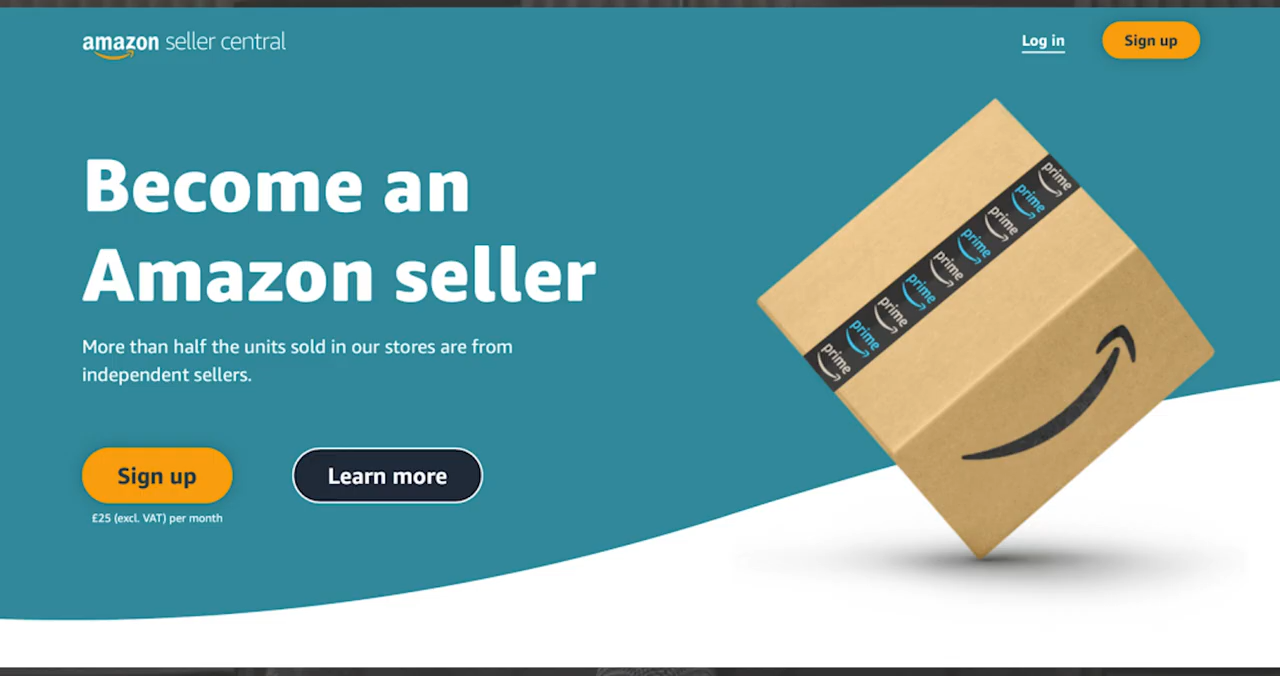 amazon seller central
Log in
Sign up
Become an
Amazon seller
More than half the units sold in our stores are from
independent sellers.
Sign up
Learn more
£25 (excl. VAT) per month
prime
prime
prime
prime
prime
prime
prime
prime
prime